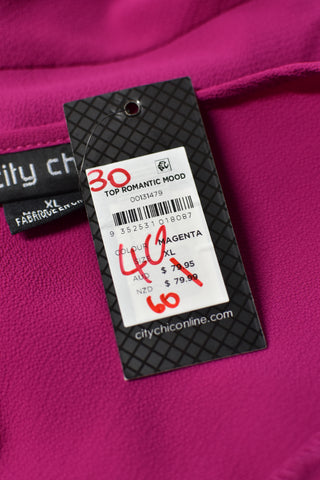 city chic
XL
30
TOP ROMANTIC MOOD
00131479
9 352531 018087
COLOUR MAGENTA
40
XL
AUD $ 79.95
NZD $ 79.99
60
citychiconline.com